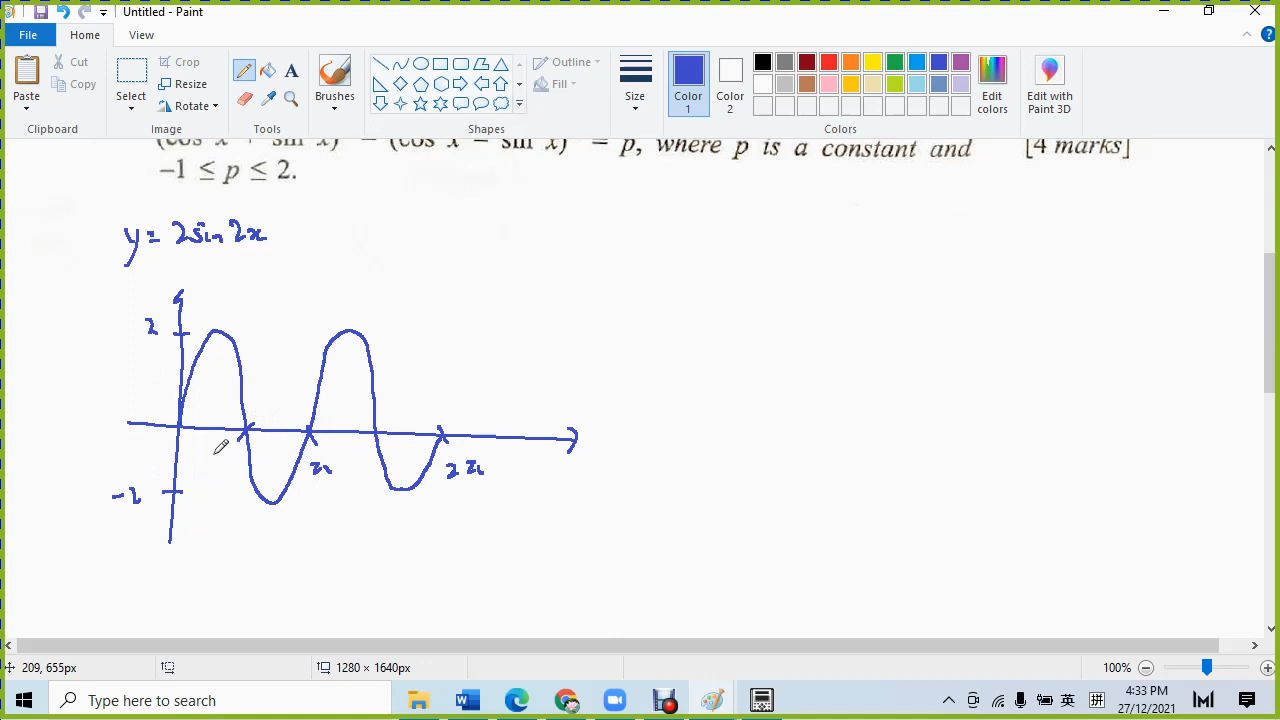 Untitled - Paint
File Home View
Paste
Cut
Copy
Clipboard
Select
Crop
Resize
Rotate
Image
Tools
Brushes
Shapes
Outline
Fill
Size
Color 1
Color 2
Edit colors
Colors
Edit with Paint 3D
(cos x + sin x) = (cos x - sin x) = p, where p is a constant and [4 marks]
-1 ≤ p ≤ 2.
y = 2sin2x
2
-2
π
2π
209, 655px
1280 × 1640px
100%
Type here to search
英
拼
4:33 PM
27/12/2021